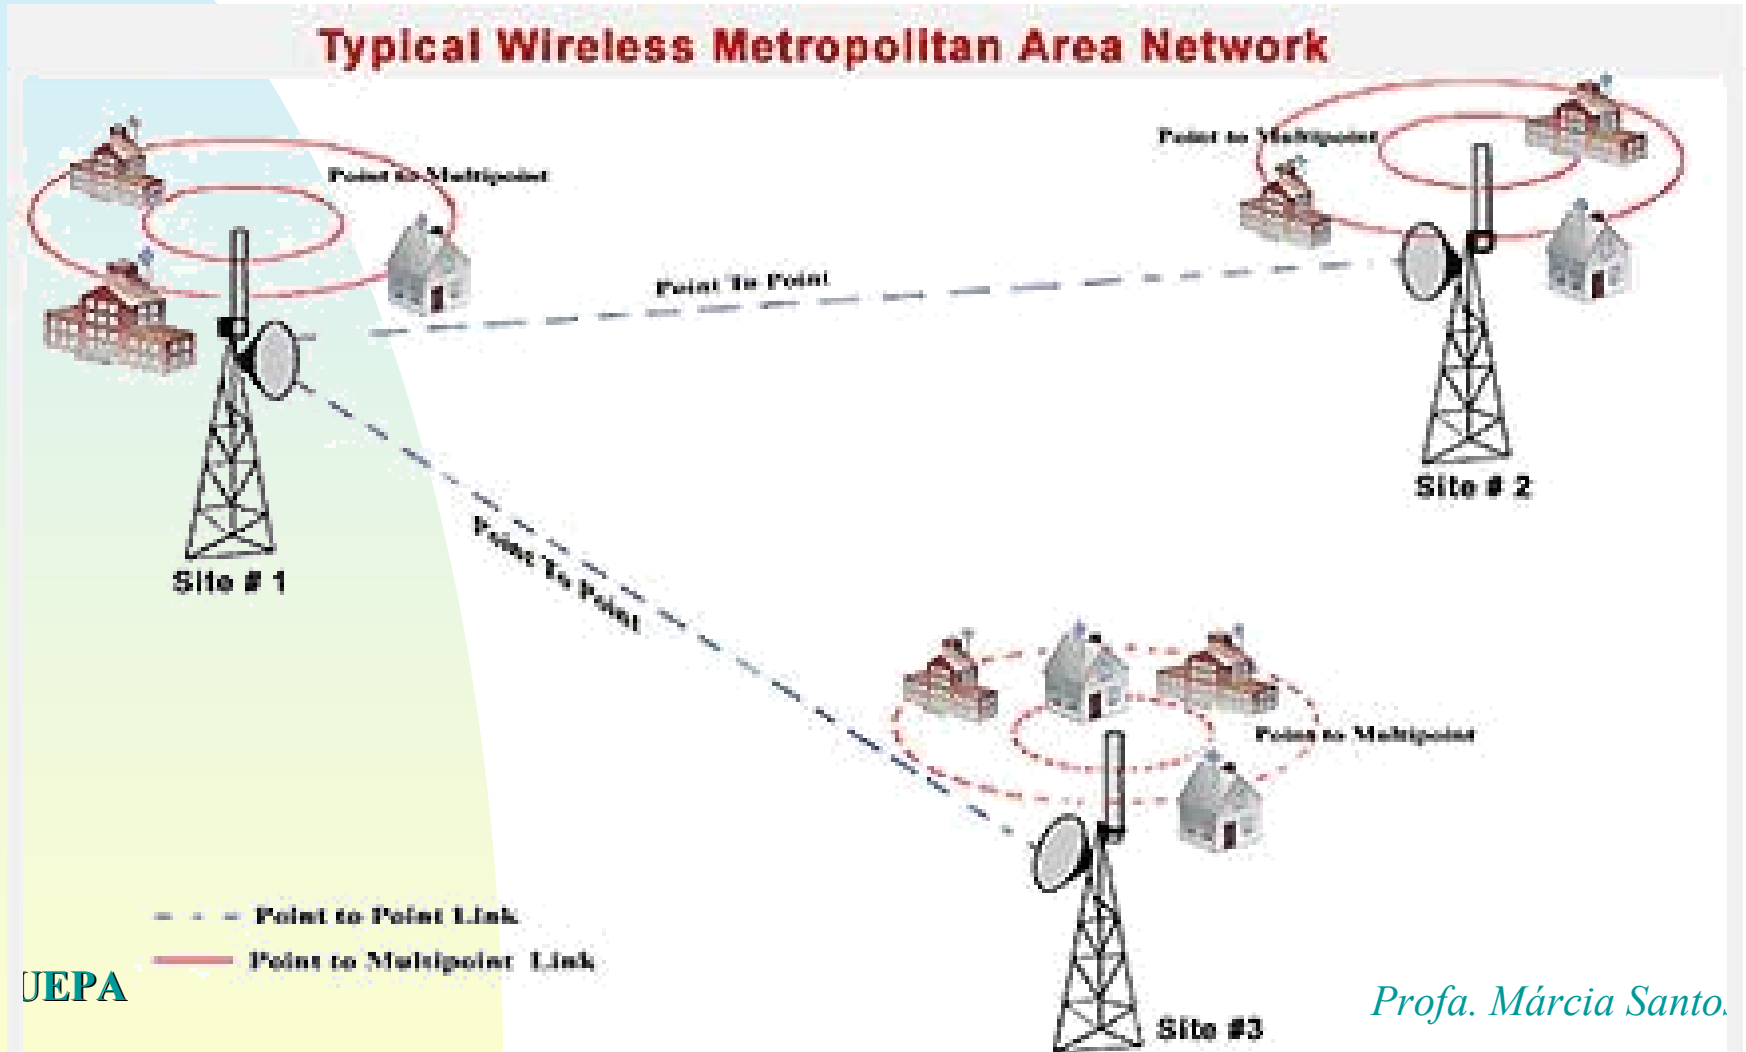 Typical Wireless Metropolitan Area Network
Point to Multipoint
Point to Multipoint
Point To Point
Site # 2
Point To Point
Site # 1
Point to Multipoint
Point to Point Link
Point to Multipoint Link
UEPA
Profa. Márcia Santos
Site #3